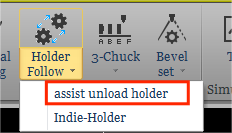 Holder
Follow
3-Chuck
A B E F
Bevel
set
assist unload holder
Indie-Holder